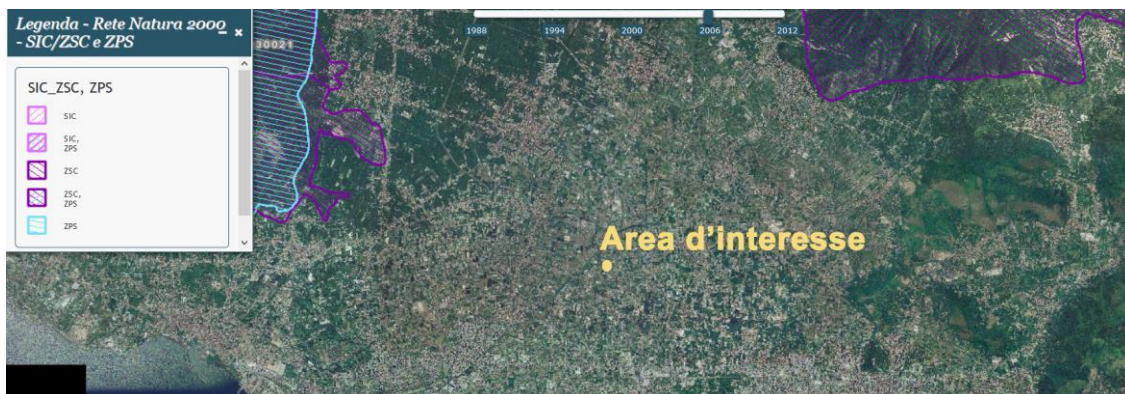 Legenda - Rete Natura 2000
- SIC/ZSC e ZPS
30021
1988 1994 2000 2006 2012
SIC_ZSC, ZPS
SIC
SIC,
ZPS
ZSC
ZSC,
ZPS
ZPS
Area d'interesse